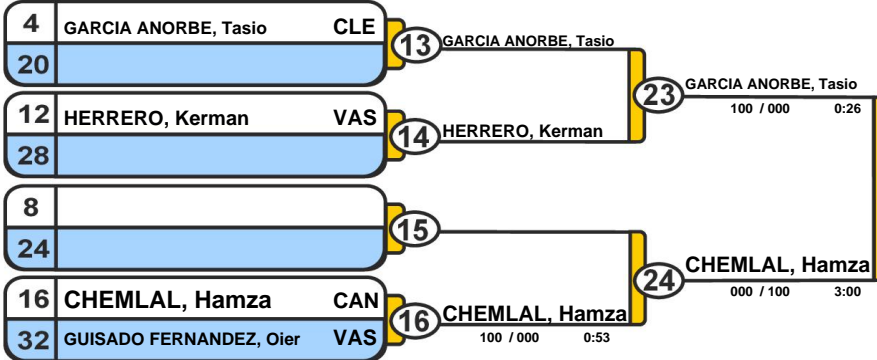 4 GARCIA ANORBE, Tasio CLE
20
13 GARCIA ANORBE, Tasio
12 HERRERO, Kerman VAS
28
14 HERRERO, Kerman
23 GARCIA ANORBE, Tasio
100 / 000 0:26
8
24
15
16 CHEMLAL, Hamza CAN
32 GUISADO FERNANDEZ, Oier VAS
16 CHEMLAL, Hamza
100 / 000 0:53
24 CHEMLAL, Hamza
000 / 100 3:00